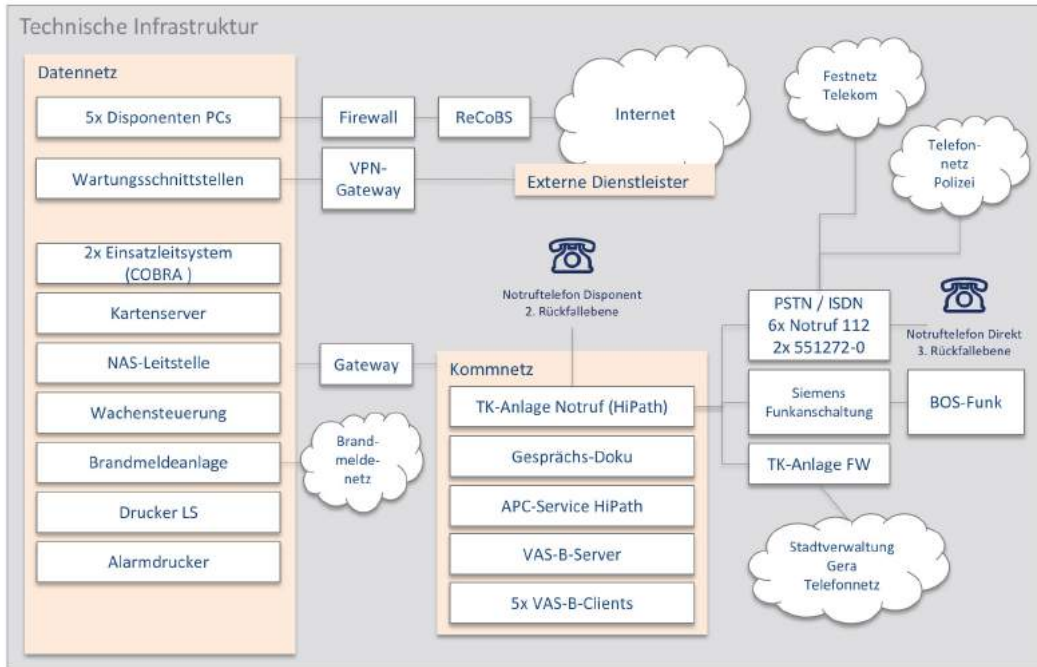 Technische Infrastruktur
Datennetz
5x Disponenten PCs
Firewall
ReCoBS
Internet
Festnetz
Telekom
Telefon-
netz
Polizei
Wartungsschnittstellen
VPN-
Gateway
Externe Dienstleister
2x Einsatzleitsystem
(COBRA )
Kartenserver
NAS-Leitstelle
Wachensteuerung
Brandmeldeanlage
Drucker LS
Alarmdrucker
Gateway
Brand-
melde-
netz
Notruftelefon Disponent
2. Rückfallebene
Kommnetz
TK-Anlage Notruf (HiPath)
Gesprächs-Doku
APC-Service HiPath
VAS-B-Server
5x VAS-B-Clients
PSTN / ISDN
6x Notruf 112
2x 551272-0
Notruftelefon Direkt
3. Rückfallebene
Siemens
Funkanschaltung
BOS-Funk
TK-Anlage FW
Stadtverwaltung
Gera
Telefonnetz